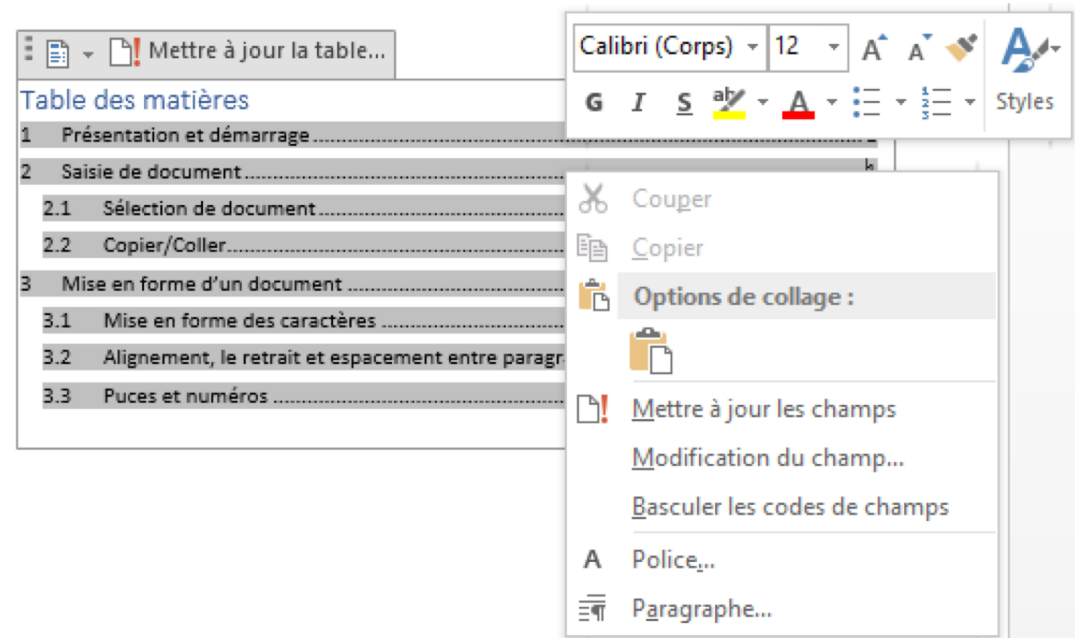 Mettre à jour la table...
Table des matières
1 Présentation et démarrage
2 Saisie de document
2.1 Sélection de document
2.2 Copier/Coller
3 Mise en forme d'un document
3.1 Mise en forme des caractères
3.2 Alignement, le retrait et espacement entre paragr
3.3 Puces et numéros
Calibri (Corps) 12
G I S ab A Styles
Couper
Copier
Options de collage :
Mettre à jour les champs
Modification du champ...
Basculer les codes de champs
A Police...
Paragraphe...